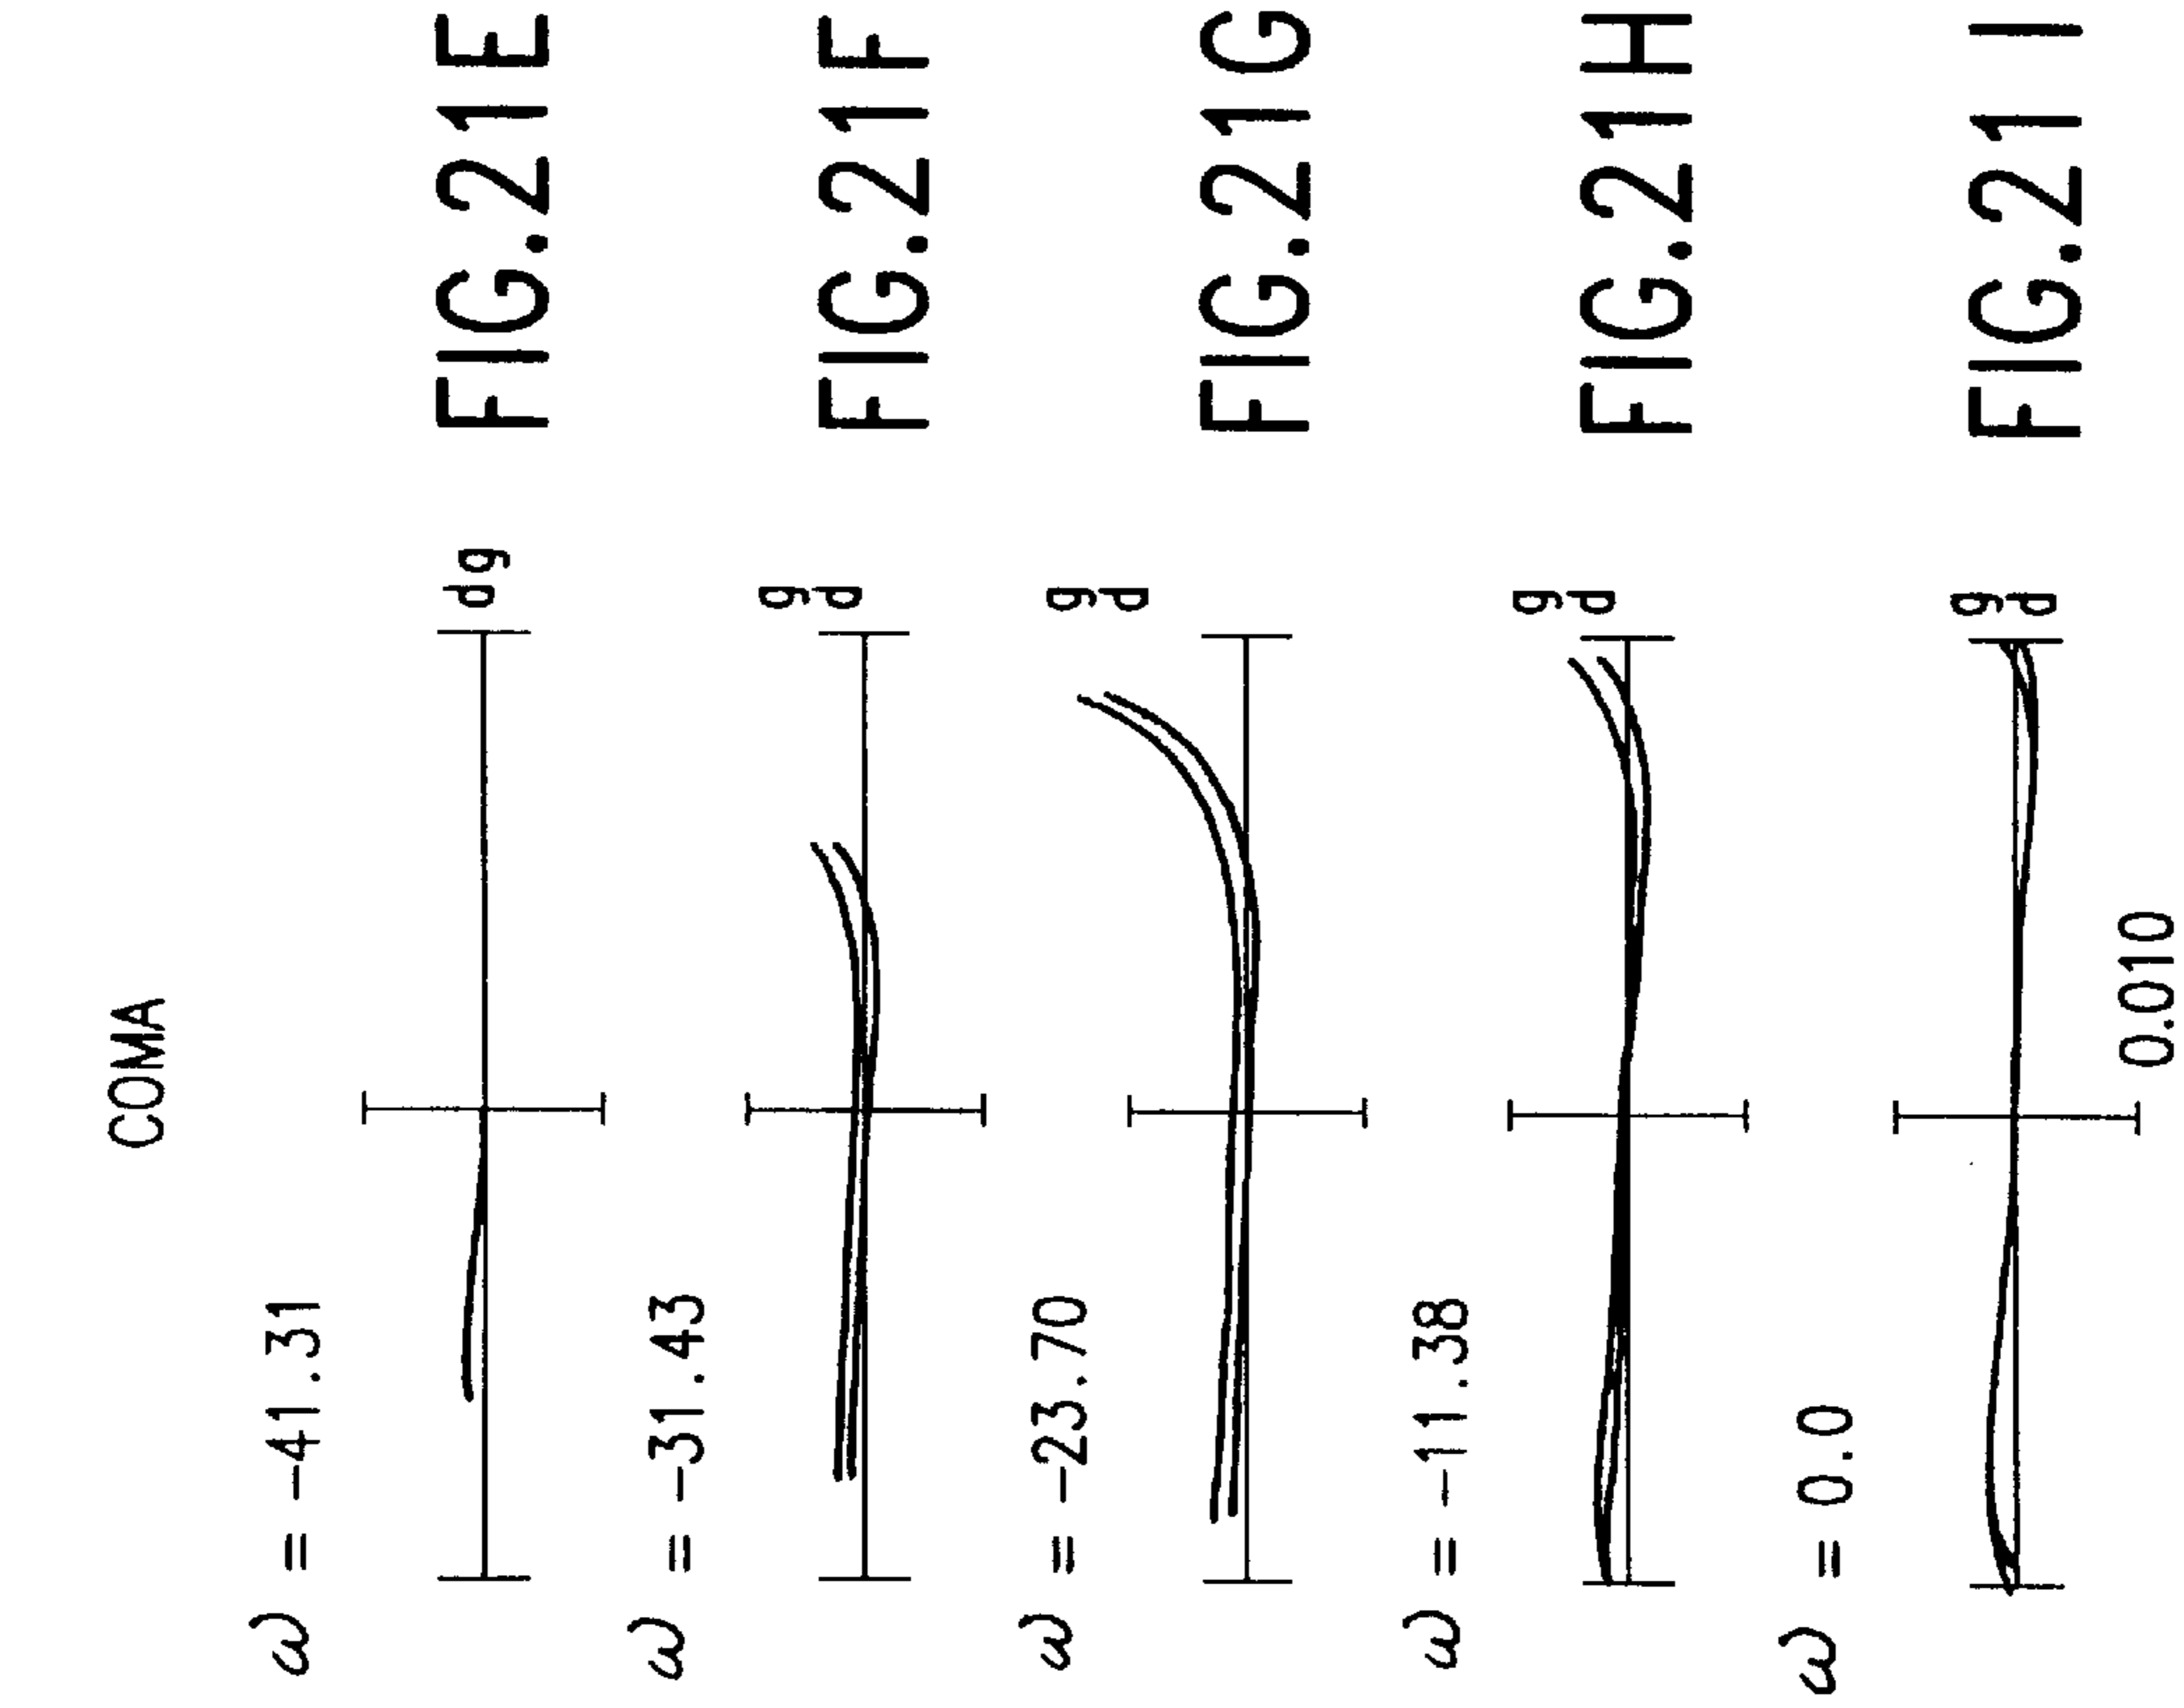 COMA
ω = -41.31
dg
FIG.21E
ω = -31.43
g
d
FIG.21F
ω = -23.70
g
d
FIG.21G
ω = -11.38
g
d
FIG.21H
ω = 0.0
g
d
FIG.21I
0.010